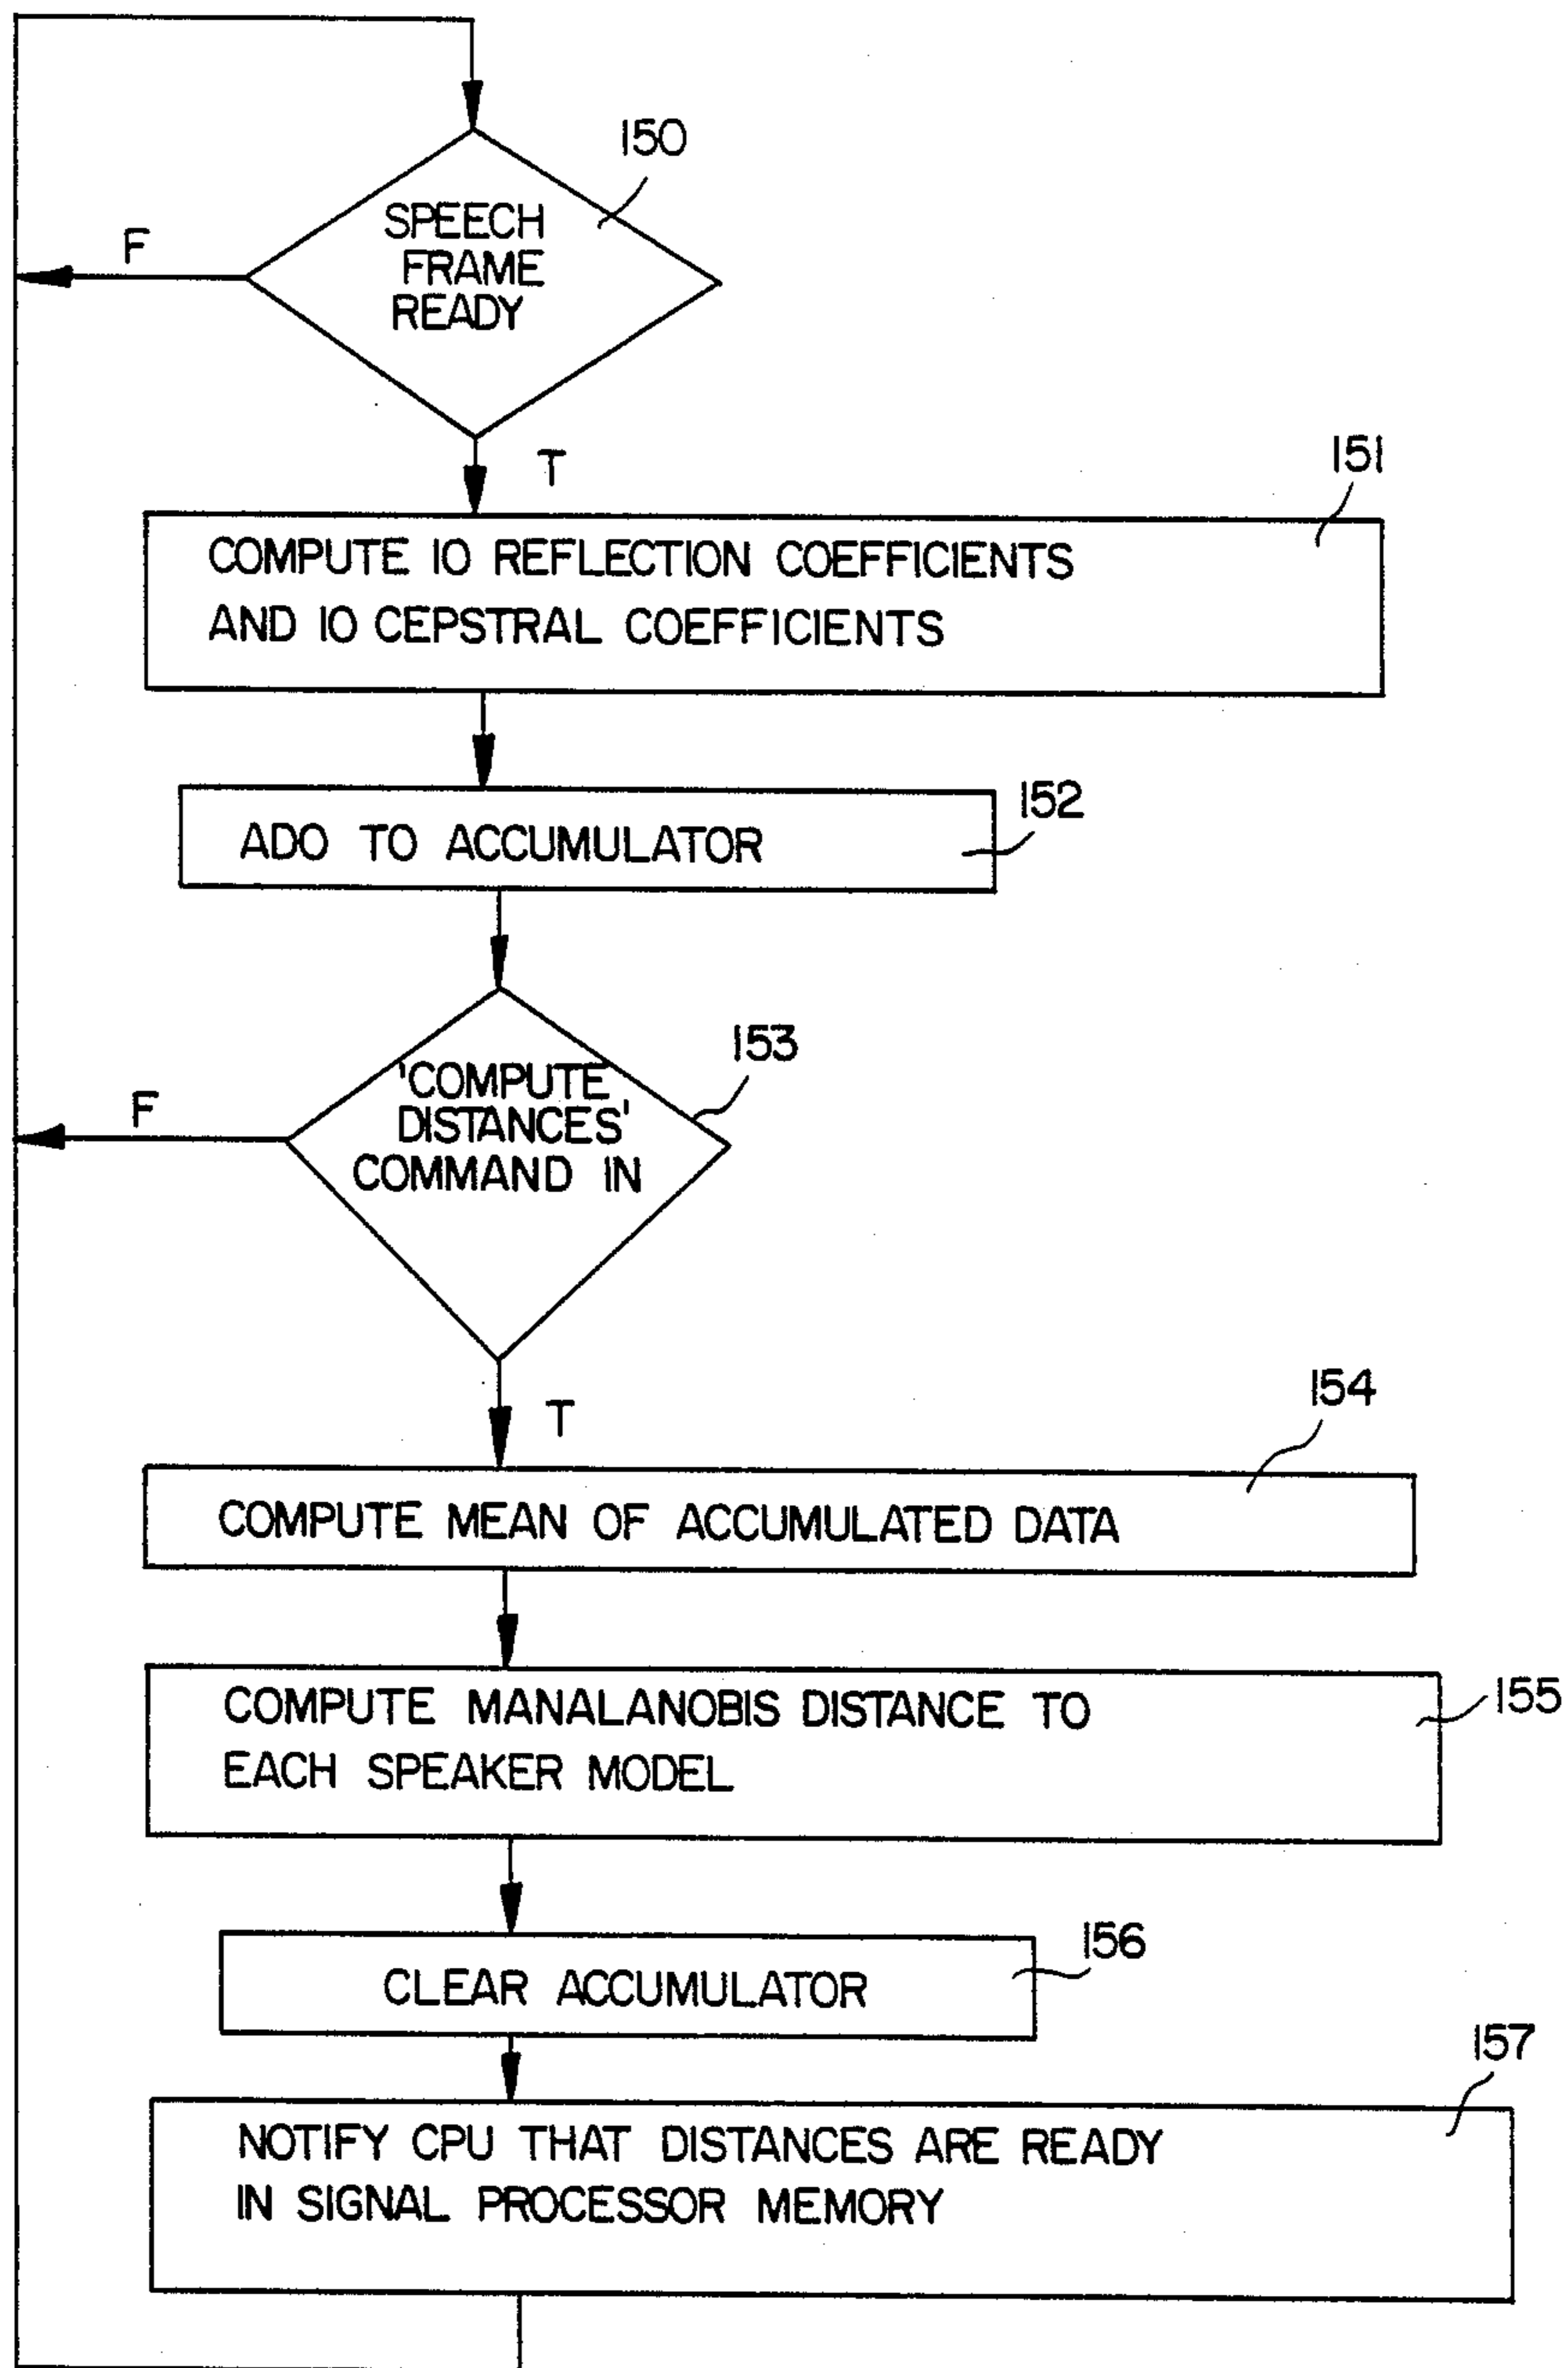 150
SPEECH
FRAME
READY
F
T
151
COMPUTE 10 REFLECTION COEFFICIENTS
AND 10 CEPSTRAL COEFFICIENTS
152
ADO TO ACCUMULATOR
153
'COMPUTE
DISTANCES'
COMMAND IN
F
T
154
COMPUTE MEAN OF ACCUMULATED DATA
155
COMPUTE MANALANOBIS DISTANCE TO
EACH SPEAKER MODEL
156
CLEAR ACCUMULATOR
157
NOTIFY CPU THAT DISTANCES ARE READY
IN SIGNAL PROCESSOR MEMORY